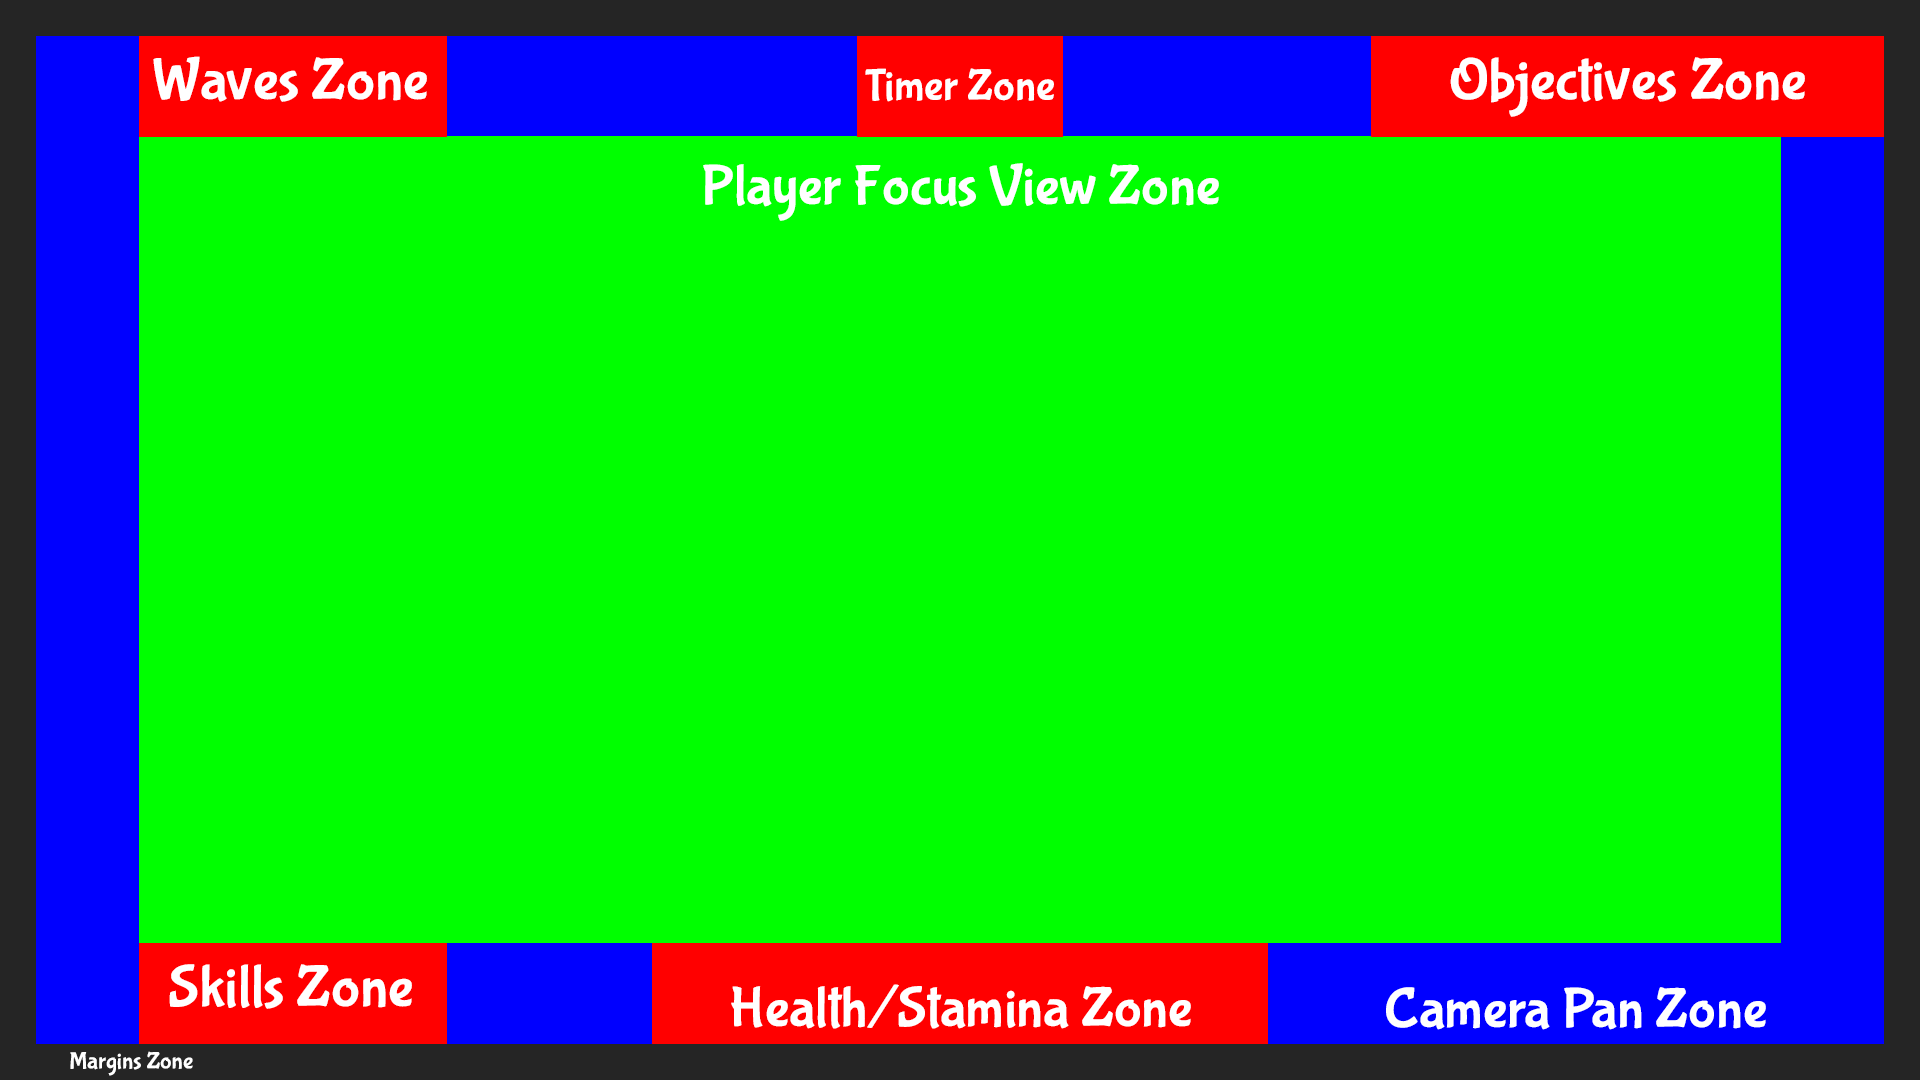 Waves Zone
Timer Zone
Objectives Zone
Player Focus View Zone
Skills Zone
Health/Stamina Zone
Camera Pan Zone
Margins Zone